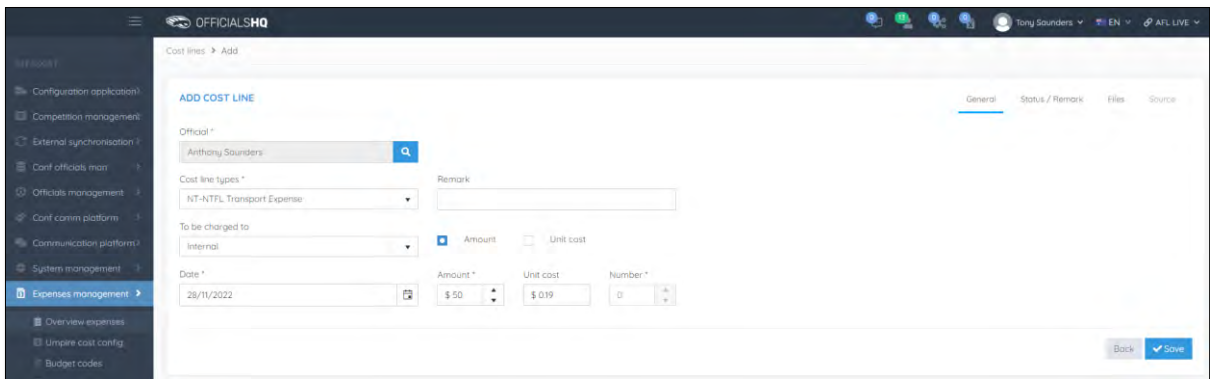 OFFICIALSHQ
Tony Saunders
EN
AFL LIVE
Cost lines > Add
Configuration application
Competition management
External synchronisation
Conf officials man
Officials management
Conf comm platform
Communication platform
System management
Expenses management
Overview expenses
Umpire cost config
Budget codes
ADD COST LINE
General
Status / Remark
Files
Source
Official *
Anthony Saunders
Cost line types *
Remark
NT-NTFL Transport Expense
To be charged to
Internal
Amount
Unit cost
Date *
Amount *
Unit cost
Number *
28/11/2022
$ 50
$ 0.19
0
Back
Save